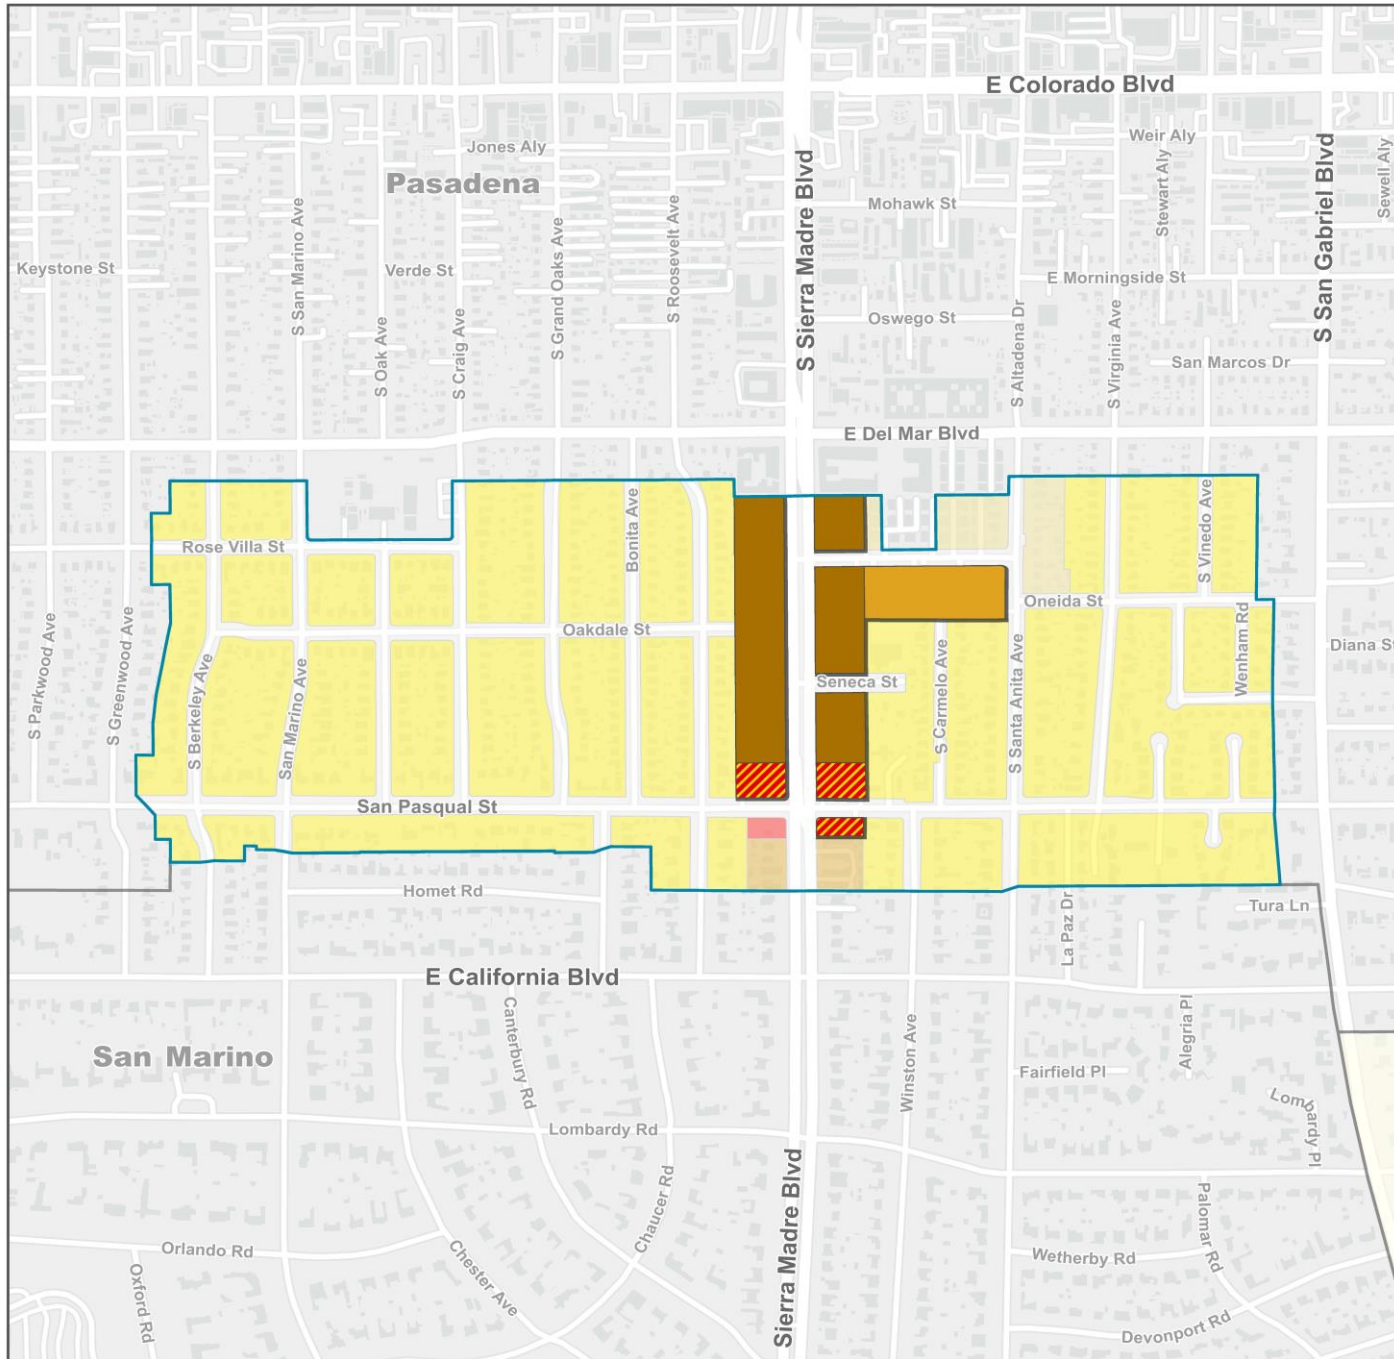 E Colorado Blvd
Weir Aly
Jones Aly
Pasadena
Stewart Aly
S San Gabriel Blvd
Sewell Aly
S Sierra Madre Blvd
Mohawk St
S San Marino Ave
S Roosevelt Ave
S Grand Oaks Ave
Keystone St
Verde St
E Morningside St
S Oak Ave
S Craig Ave
Oswego St
S Altadena Dr
S Virginia Ave
San Marcos Dr
E Del Mar Blvd
Bonita Ave
S Vinedo Ave
Rose Villa St
Oneida St
Oakdale St
S Parkwood Ave
S Greenwood Ave
S Berkeley Ave
San Marino Ave
Seneca St
S Carmelo Ave
S Santa Anita Ave
Wenham Rd
Diana St
San Pasqual St
Homet Rd
La Paz Dr
Tura Ln
E California Blvd
San Marino
Canterbury Rd
Winston Ave
Alegria Pl
Fairfield Pl
Lombardy Rd
Lombardy Pl
Chaucer Rd
Sierra Madre Blvd
Palomar Rd
Orlando Rd
Oxford Rd
Chester Ave
Wetherby Rd
Devonport Rd